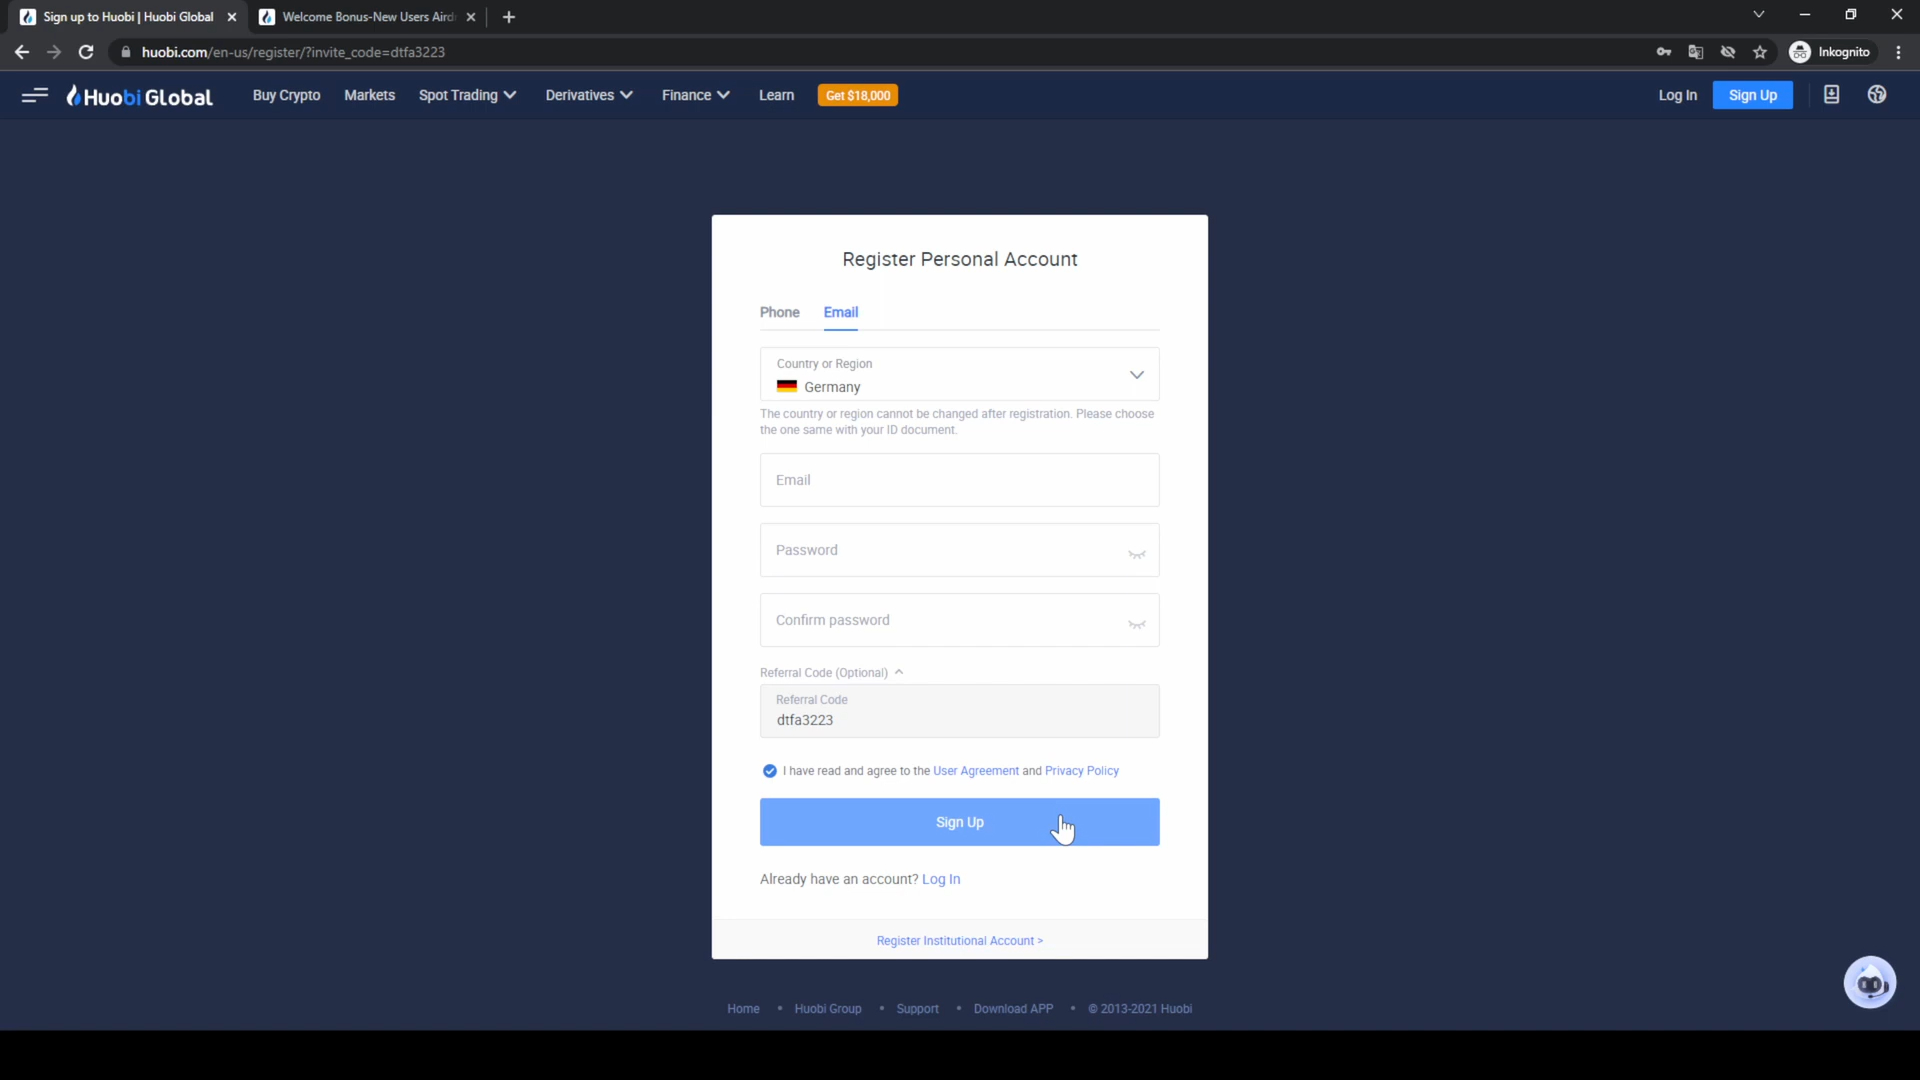 Sign up to Huobi | Huobi Global
Welcome Bonus-New Users Aird
huobi.com/en-us/register/?invite_code=dtfa3223
Inkognito
Huobi Global
Buy Crypto
Markets
Spot Trading
Derivatives
Finance
Learn
Get $18,000
Log In
Sign Up
Register Personal Account
Phone
Email
Country or Region
Germany
The country or region cannot be changed after registration. Please choose
the one same with your ID document.
Email
Password
Confirm password
Referral Code (Optional)
Referral Code
dtfa3223
I have read and agree to the User Agreement and Privacy Policy
Sign Up
Already have an account? Log In
Register Institutional Account >
Home • Huobi Group • Support • Download APP • © 2013-2021 Huobi